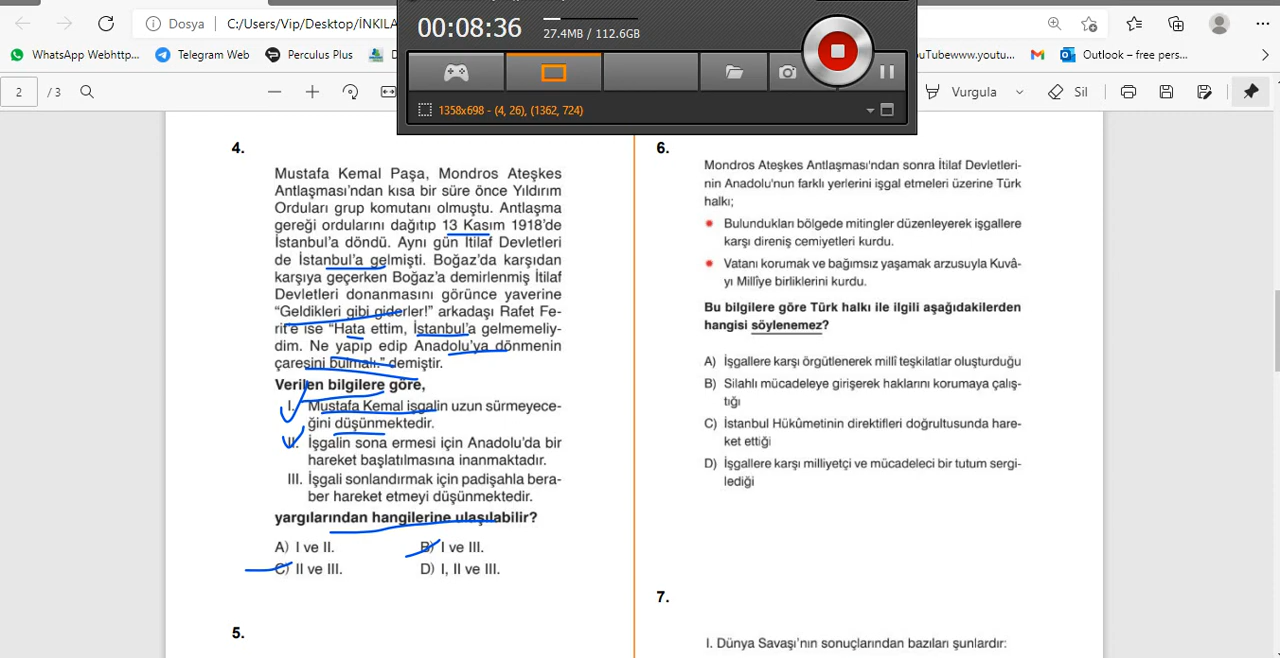 Dosya
C:/Users/Vip/Desktop/İNKILA
00:08:36
27.4MB / 112.6GB
WhatsApp Webhttp...
Telegram Web
Perculus Plus
ouTubewww.youtu...
Outlook – free pers...
2
/ 3
Vurgula
Sil
1358x698 - (4, 26), (1362, 724)
4.
Mustafa Kemal Paşa, Mondros Ateşkes
Antlaşması'ndan kısa bir süre önce Yıldırım
Orduları grup komutanı olmuştu. Antlaşma
gereği ordularını dağıtıp 13 Kasım 1918'de
İstanbul'a döndü. Aynı gün İtilaf Devletleri
de İstanbul'a gelmişti. Boğaz'da karşıdan
karşıya geçerken Boğaz'a demirlenmiş İtilaf
Devletleri donanmasını görünce yaverine
“Geldikleri gibi giderler!” arkadaşı Rafet Fe-
rit'e ise “Hata ettim, İstanbul'a gelmemeliy-
dim. Ne yapıp edip Anadolu'ya dönmenin
çaresini bulmalı.” demiştir.
Verilen bilgilere göre,
I. Mustafa Kemal işgalin uzun sürmeyece-
ğini düşünmektedir.
II. İşgalin sona ermesi için Anadolu'da bir
hareket başlatılmasına inanmaktadır.
III. İşgali sonlandırmak için padişahla bera-
ber hareket etmeyi düşünmektedir.
yargılarından hangilerine ulaşılabilir?
A) I ve II.
B) I ve III.
C) II ve III.
D) I, II ve III.
5.
6.
Mondros Ateşkes Antlaşması'ndan sonra İtilaf Devletleri-
nin Anadolu'nun farklı yerlerini işgal etmeleri üzerine Türk
halkı;
Bulundukları bölgede mitingler düzenleyerek işgallere
karşı direniş cemiyetleri kurdu.
Vatanı korumak ve bağımsız yaşamak arzusuyla Kuvâ-
yı Millîye birliklerini kurdu.
Bu bilgilere göre Türk halkı ile ilgili aşağıdakilerden
hangisi söylenemez?
A) İşgallere karşı örgütlenerek millî teşkilatlar oluşturduğu
B) Silahlı mücadeleye girişerek haklarını korumaya çalış-
tığı
C) İstanbul Hükûmetinin direktifleri doğrultusunda hare-
ket ettiği
D) İşgallere karşı milliyetçi ve mücadeleci bir tutum sergi-
lediği
7.
I. Dünya Savaşı'nın sonuçlarından bazıları şunlardır: